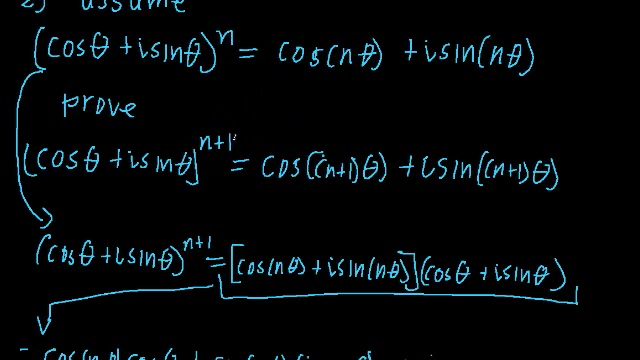 2) assume
(cosθ + isinθ)^n = cos(nθ) + isin(nθ)
prove
[cosθ + isinθ]^n+1 = cos((n+1)θ) + isin((n+1)θ)
(cosθ + isinθ)^n+1 = [cos(nθ) + isin(nθ)](cosθ + isinθ)